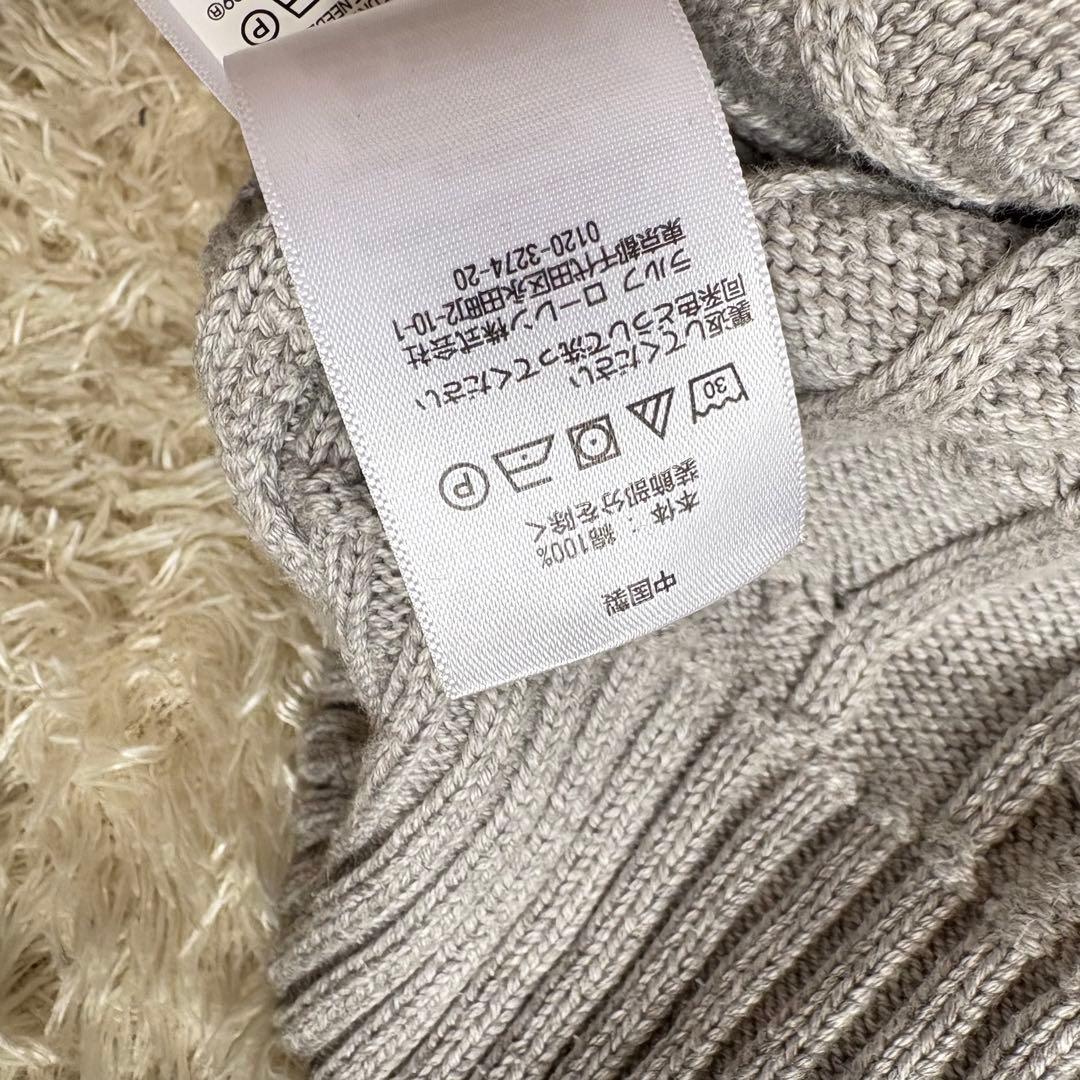 中国製
本体：綿100%
装飾部分を除く
30
P
裏返してください
同系色どうしで洗ってください
ラルフ ローレン株式会社
東京都千代田区永田町2-10-1
0120-3274-20
P